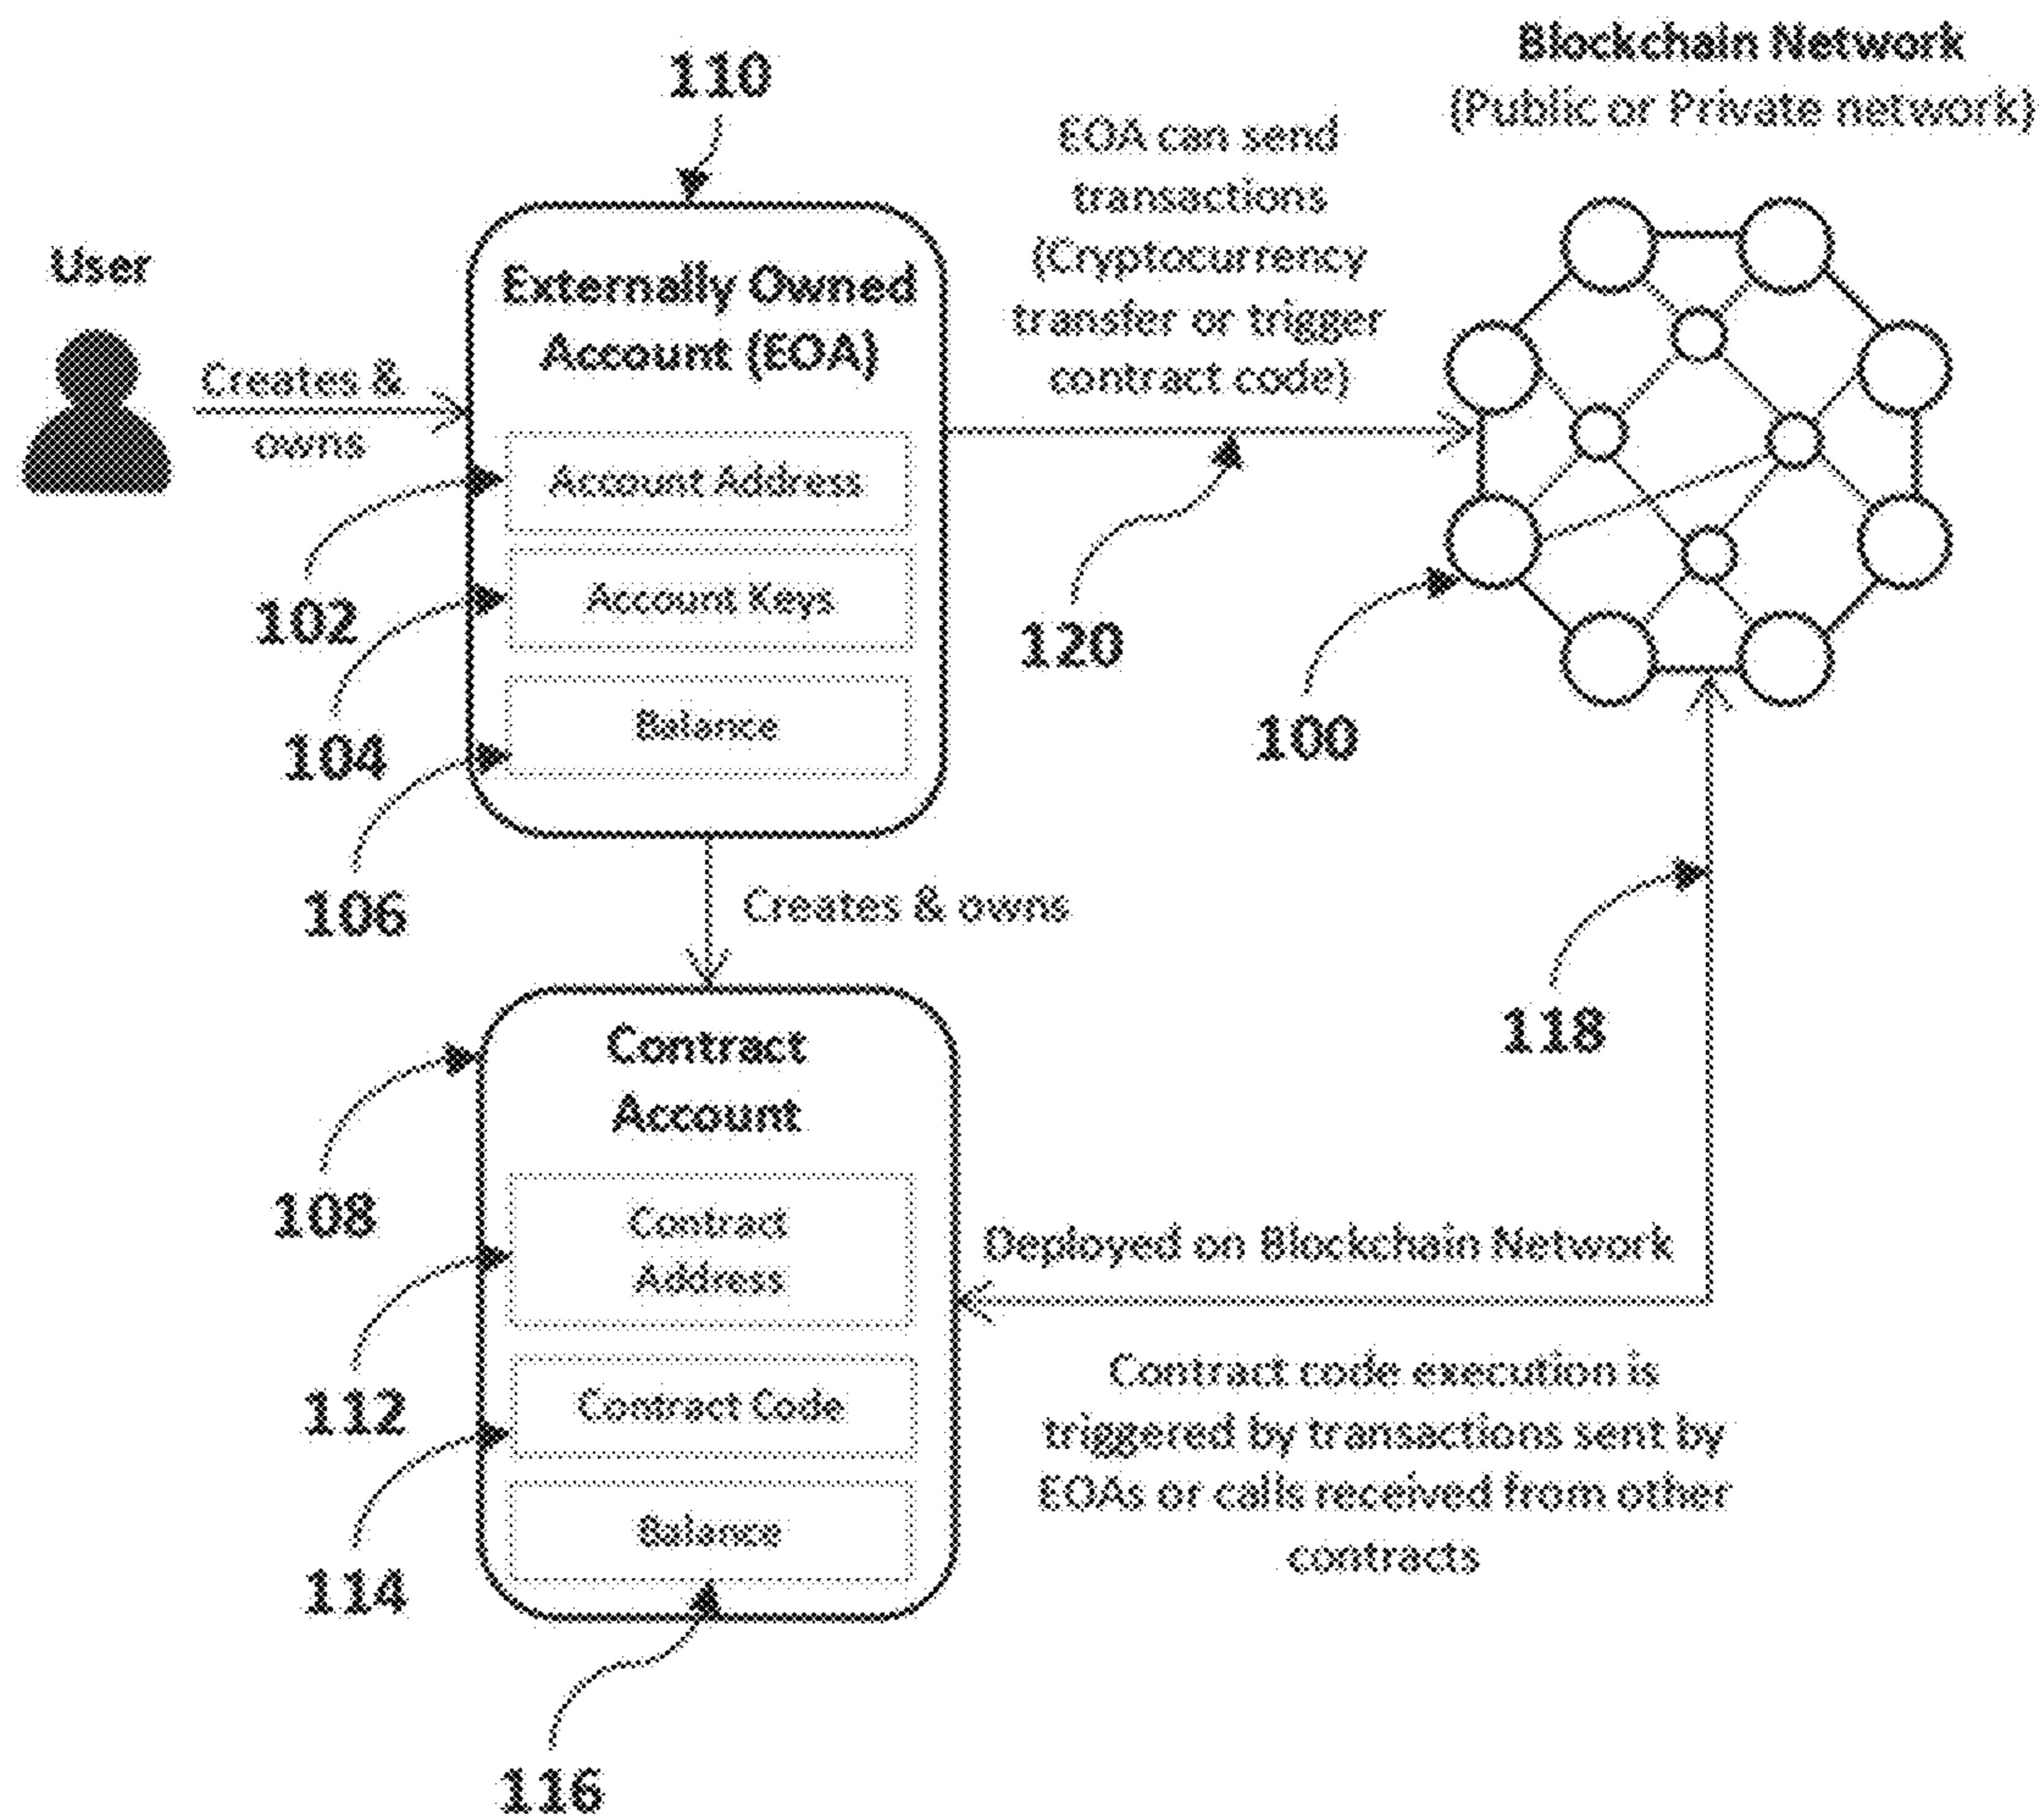 Blockchain Network
(Public or Private network)
110
EOA can send
transactions
(Cryptocurrency
transfer or trigger
contract code)
User
Externally Owned
Account (EOA)
Creates &
owns
Account Address
102
Account Keys
120
104
Balance
100
106
Creates & owns
118
Contract
Account
108
Contract
Address
Deployed on Blockchain Network
112
Contract Code
Contract code execution is
triggered by transactions sent by
EOAs or calls received from other
contracts
114
Balance
116